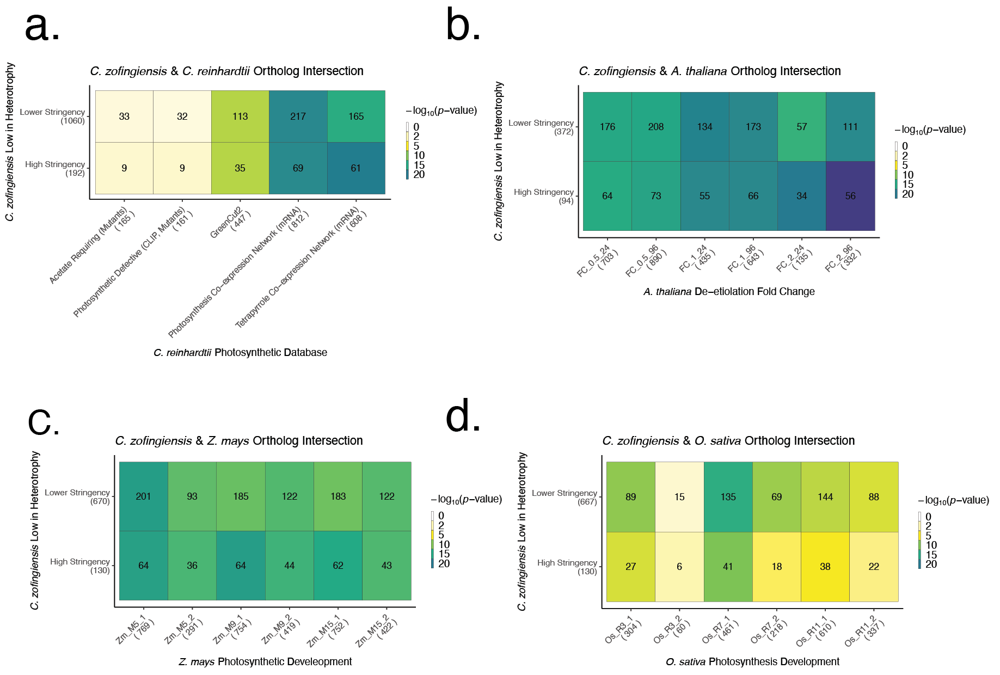 a.
C. zofingiensis & C. reinhardtii Ortholog Intersection
C. zofingiensis Low in Heterotrophy
Lower Stringency
(1060)
33 32 113 217 165
High Stringency
(192)
9 9 35 69 61
−log10(p−value)
0
2
5
10
15
20
Acetate Requiring (Mutants)
( 165 )
Photosynthetic Defective (CLIP, Mutants)
( 161 )
GreenCut2
( 447 )
Photosynthesis Co−expression Network (mRNA)
( 812 )
Tetrapyrrole Co−expression Network (mRNA)
( 608 )
C. reinhardtii Photosynthetic Database
b.
C. zofingiensis & A. thaliana Ortholog Intersection
C. zofingiensis Low in Heterotrophy
Lower Stringency
(372)
176 208 134 173 57 111
High Stringency
(94)
64 73 55 66 34 56
−log10(p−value)
0
2
5
10
15
20
FC_0.5_24
( 703 )
FC_0.5_96
( 890 )
FC_1_24
( 435 )
FC_1_96
( 643 )
FC_2_24
( 135 )
FC_2_96
( 332 )
A. thaliana De−etiolation Fold Change
c.
C. zofingiensis & Z. mays Ortholog Intersection
C. zofingiensis Low in Heterotrophy
Lower Stringency
(670)
201 93 185 122 183 122
High Stringency
(130)
64 36 64 44 62 43
−log10(p−value)
0
2
5
10
15
20
Zm_M5_1
( 769 )
Zm_M5_2
( 291 )
Zm_M9_1
( 754 )
Zm_M9_2
( 419 )
Zm_M15_1
( 752 )
Zm_M15_2
( 422 )
Z. mays Photosynthetic Develeopment
d.
C. zofingiensis & O. sativa Ortholog Intersection
C. zofingiensis Low in Heterotrophy
Lower Stringency
(667)
89 15 135 69 144 88
High Stringency
(130)
27 6 41 18 38 22
−log10(p−value)
0
2
5
10
15
20
Os_R3_1
( 304 )
Os_R3_2
( 60 )
Os_R7_1
( 461 )
Os_R7_2
( 218 )
Os_R11_1
( 610 )
Os_R11_2
( 337 )
O. sativa Photosynthesis Development